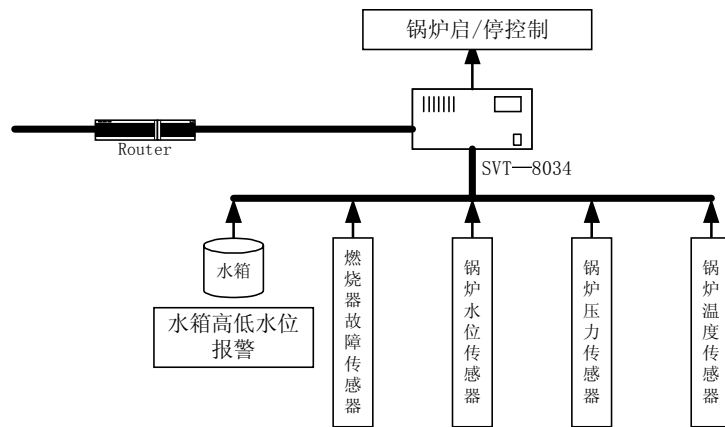 锅炉启/停控制
Router
SVT—8034
水箱
水箱高低水位
报警
燃烧器故障传感器
锅炉水位传感器
锅炉压力传感器
锅炉温度传感器